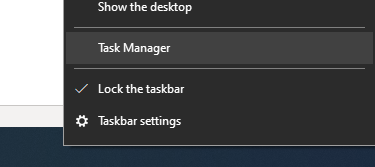 Show the desktop
Task Manager
Lock the taskbar
Taskbar settings